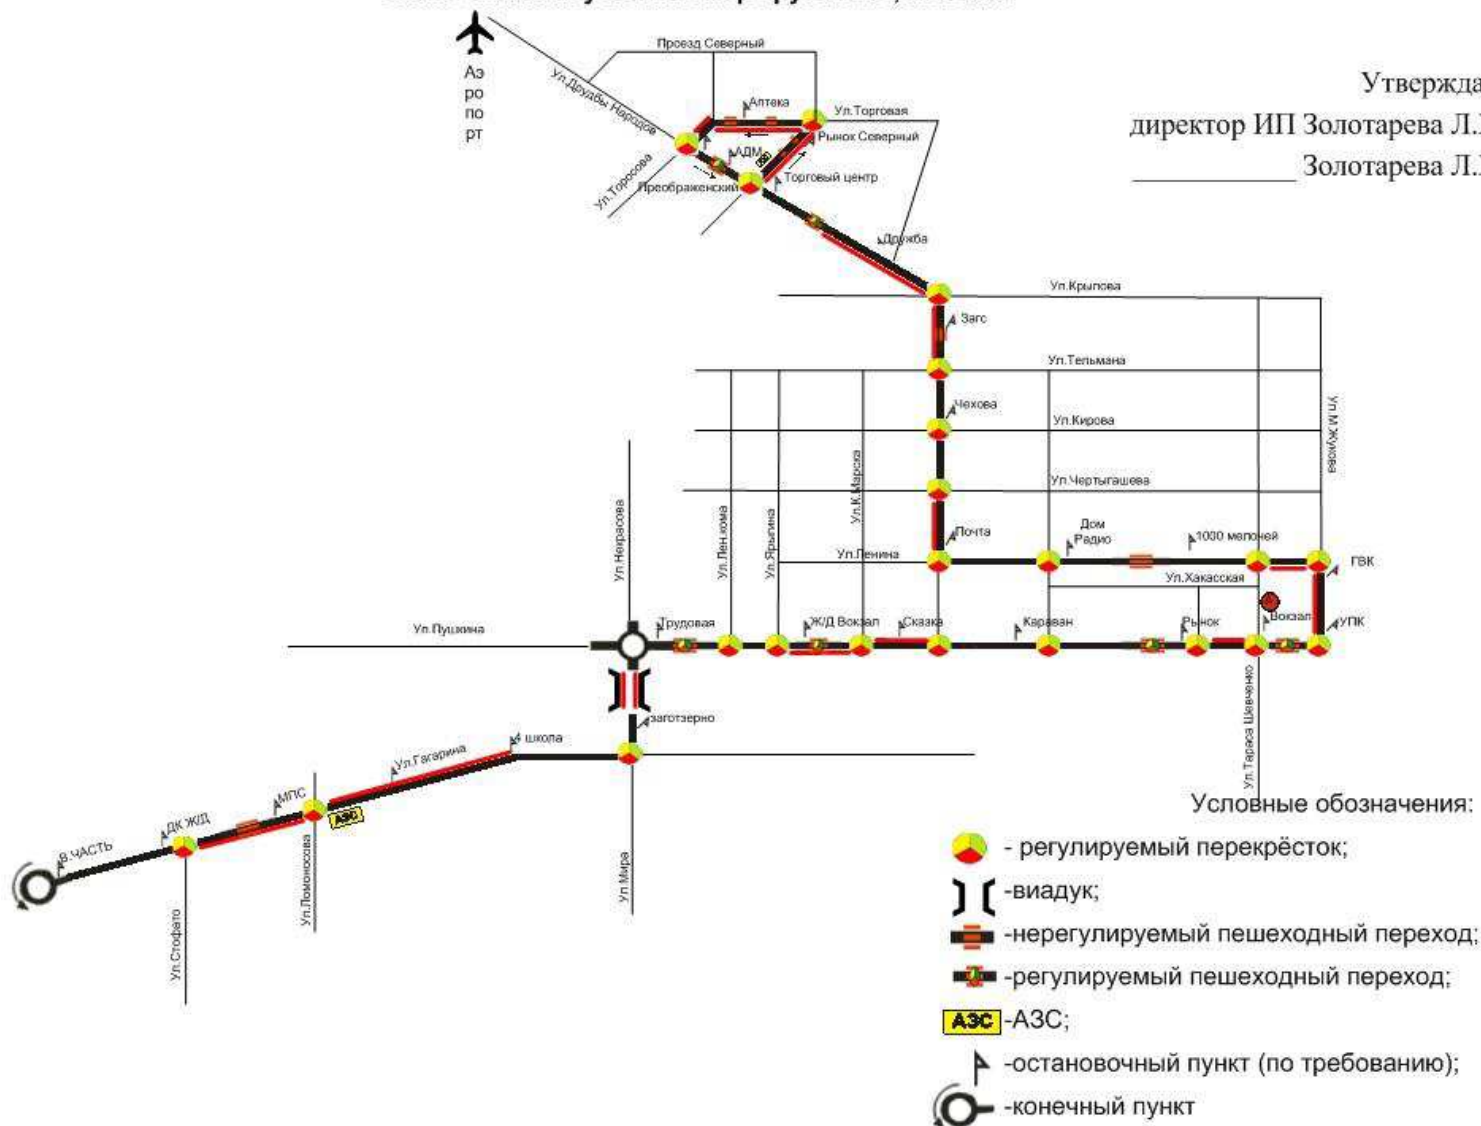 Аэ
ро
по
рт
Утвержда
директор ИП Золотарева Л.
Золотарева Л.
Проезд Северный
Ул.Друдбы Народов
Аптека
Ул.Торговая
Рынок Северный
АДМ
Ул.Торосова
Преображенский
Торговый центр
Дружба
Ул.Крылова
Загс
Ул.Тельмана
Чехова
Ул.Кирова
Ул.М.Жукова
Ул.К.Маркса
Ул.Чертыгашева
Ул.Некрасова
Ул.Лен.кома
Ул.Ярыгина
Почта
Дом
Радио
1000 мелочей
Ул.Ленина
ГВК
Ул.Хакасская
Ул.Пушкина
Трудовая
Ж/Д Вокзал
Сказка
Караван
Рынок
Вокзал
УПК
заготзерно
Ул.Тараса Шевченко
4 школа
Ул.Гагарина
МПС
АЗС
ДК Ж/Д
В.ЧАСТЬ
Ул.Ломоносова
Ул.Мира
Ул.Стофато
Условные обозначения:
- регулируемый перекрёсток;
-виадук;
-нерегулируемый пешеходный переход;
-регулируемый пешеходный переход;
АЗС -АЗС;
-остановочный пункт (по требованию);
-конечный пункт